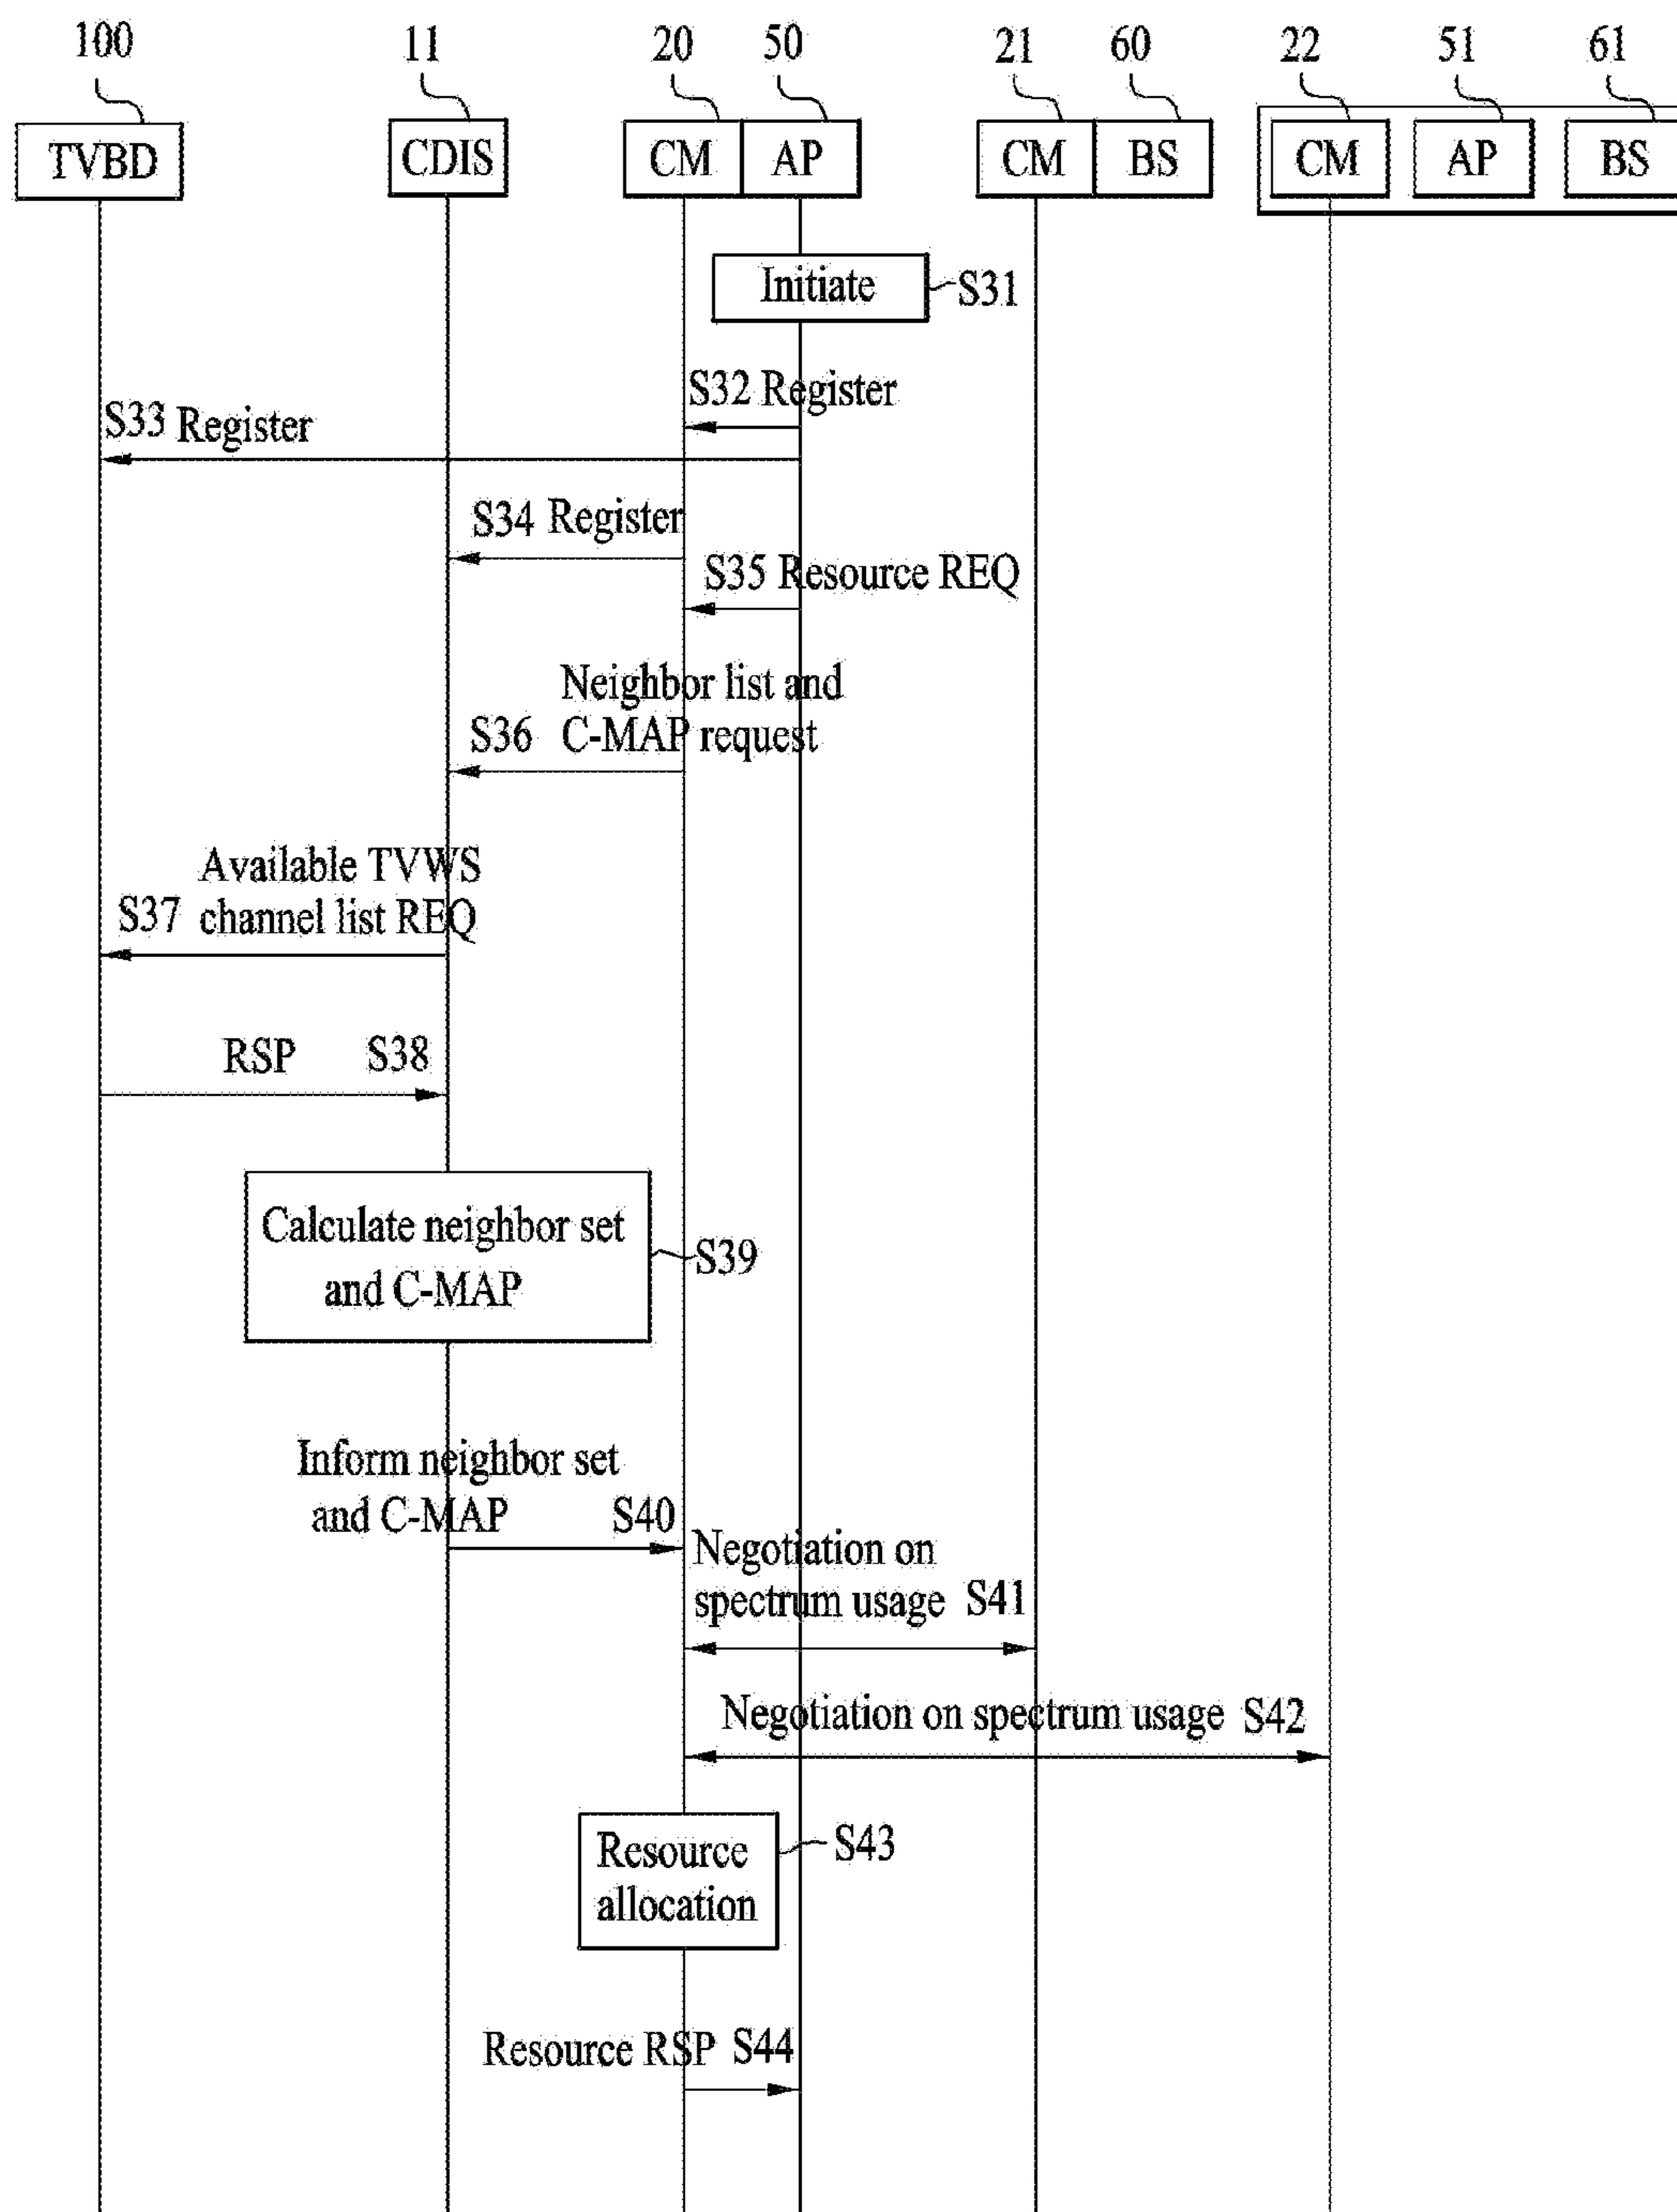 100 11 20 50 21 60 22 51 61
TVBD CDIS CM AP CM BS CM AP BS
Initiate S31
S32 Register
S33 Register
S34 Register
S35 Resource REQ
Neighbor list and
S36 C-MAP request
Available TVWS
S37 channel list REQ
RSP S38
Calculate neighbor set
and C-MAP
S39
Inform neighbor set
and C-MAP S40
Negotiation on
spectrum usage S41
Negotiation on spectrum usage S42
Resource
allocation
S43
Resource RSP S44